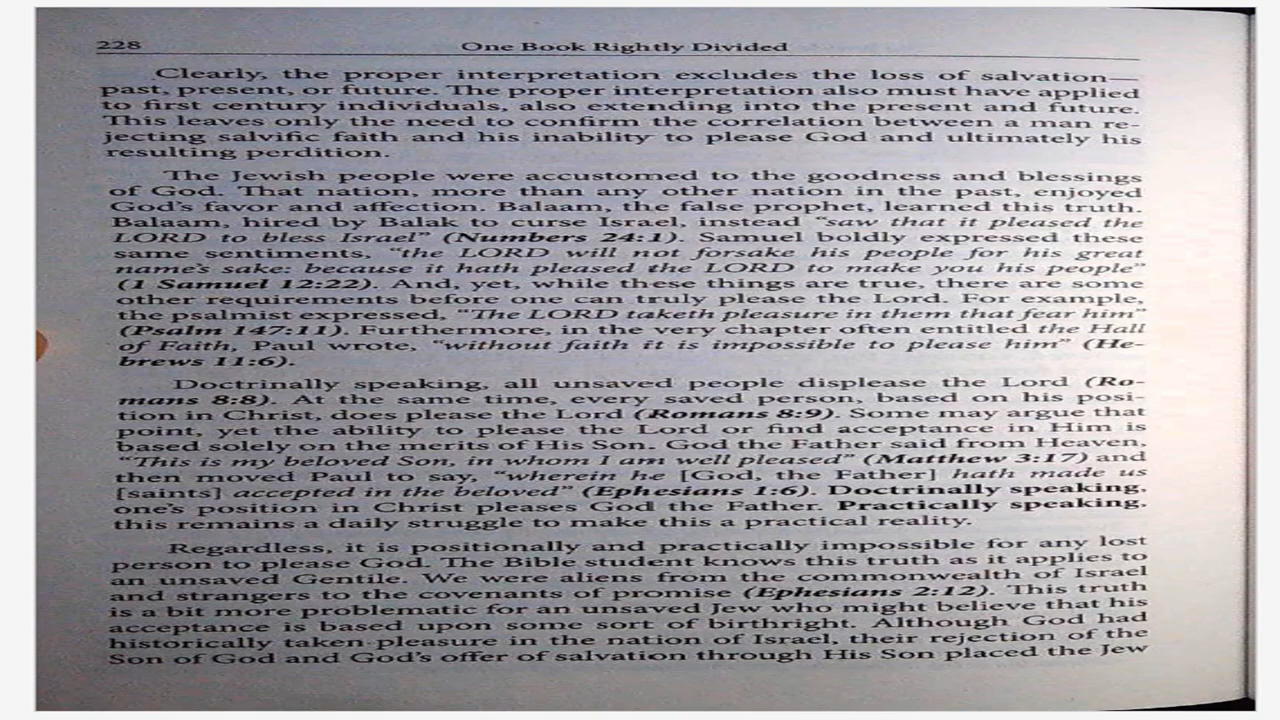 228
One Book Rightly Divided
Clearly, the proper interpretation excludes the loss of salvation—
past, present, or future. The proper interpretation also must have applied
to first century individuals, also extending into the present and future.
This leaves only the need to confirm the correlation between a man re-
jecting salvific faith and his inability to please God and ultimately his
resulting perdition.
The Jewish people were accustomed to the goodness and blessings
of God. That nation, more than any other nation in the past, enjoyed
God's favor and affection. Balaam, the false prophet, learned this truth.
Balaam, hired by Balak to curse Israel, instead “saw that it pleased the
LORD to bless Israel” (Numbers 24:1). Samuel boldly expressed these
same sentiments, “the LORD will not forsake his people for his great
name's sake: because it hath pleased the LORD to make you his people”
(1 Samuel 12:22). And, yet, while these things are true, there are some
other requirements before one can truly please the Lord. For example,
the psalmist expressed, “The LORD taketh pleasure in them that fear him”
(Psalm 147:11). Furthermore, in the very chapter often entitled the Hall
of Faith, Paul wrote, “without faith it is impossible to please him” (He-
brews 11:6).
Doctrinally speaking, all unsaved people displease the Lord (Ro-
mans 8:8). At the same time, every saved person, based on his posi-
tion in Christ, does please the Lord (Romans 8:9). Some may argue that
point, yet the ability to please the Lord or find acceptance in Him is
based solely on the merits of His Son. God the Father said from Heaven,
“This is my beloved Son, in whom I am well pleased” (Matthew 3:17) and
then moved Paul to say, “wherein he [God, the Father] hath made us
[saints] accepted in the beloved” (Ephesians 1:6). Doctrinally speaking,
one's position in Christ pleases God the Father. Practically speaking,
this remains a daily struggle to make this a practical reality.
Regardless, it is positionally and practically impossible for any lost
person to please God. The Bible student knows this truth as it applies to
an unsaved Gentile. We were aliens from the commonwealth of Israel
and strangers to the covenants of promise (Ephesians 2:12). This truth
is a bit more problematic for an unsaved Jew who might believe that his
acceptance is based upon some sort of birthright. Although God had
historically taken pleasure in the nation of Israel, their rejection of the
Son of God and God's offer of salvation through His Son placed the Jew